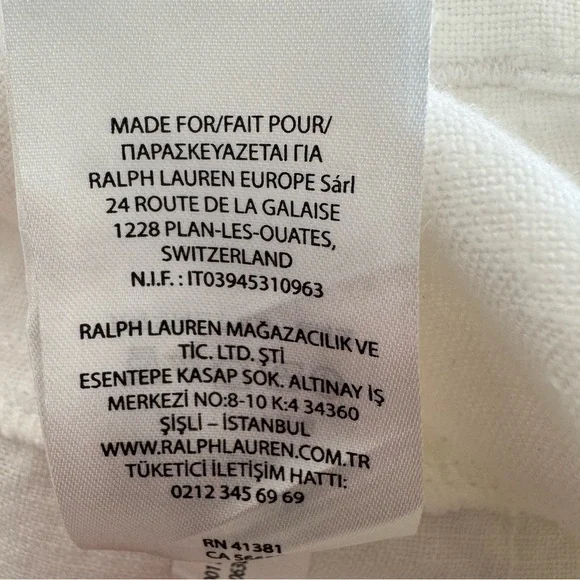 MADE FOR/FAIT POUR/
ΠΑΡΑΣΚΕΥΑΖΕΤΑΙ ΓΙΑ
RALPH LAUREN EUROPE Sárl
24 ROUTE DE LA GALAISE
1228 PLAN-LES-OUATES,
SWITZERLAND
N.I.F. : IT03945310963
RALPH LAUREN MAĞAZACILIK VE
TİC. LTD. ŞTİ
ESENTEPE KASAP SOK. ALTINAY İŞ
MERKEZİ NO:8-10 K:4 34360
ŞİŞLİ – İSTANBUL
WWW.RALPHLAUREN.COM.TR
TÜKETİCİ İLETİŞİM HATTI:
0212 345 69 69
RN 41381
CA